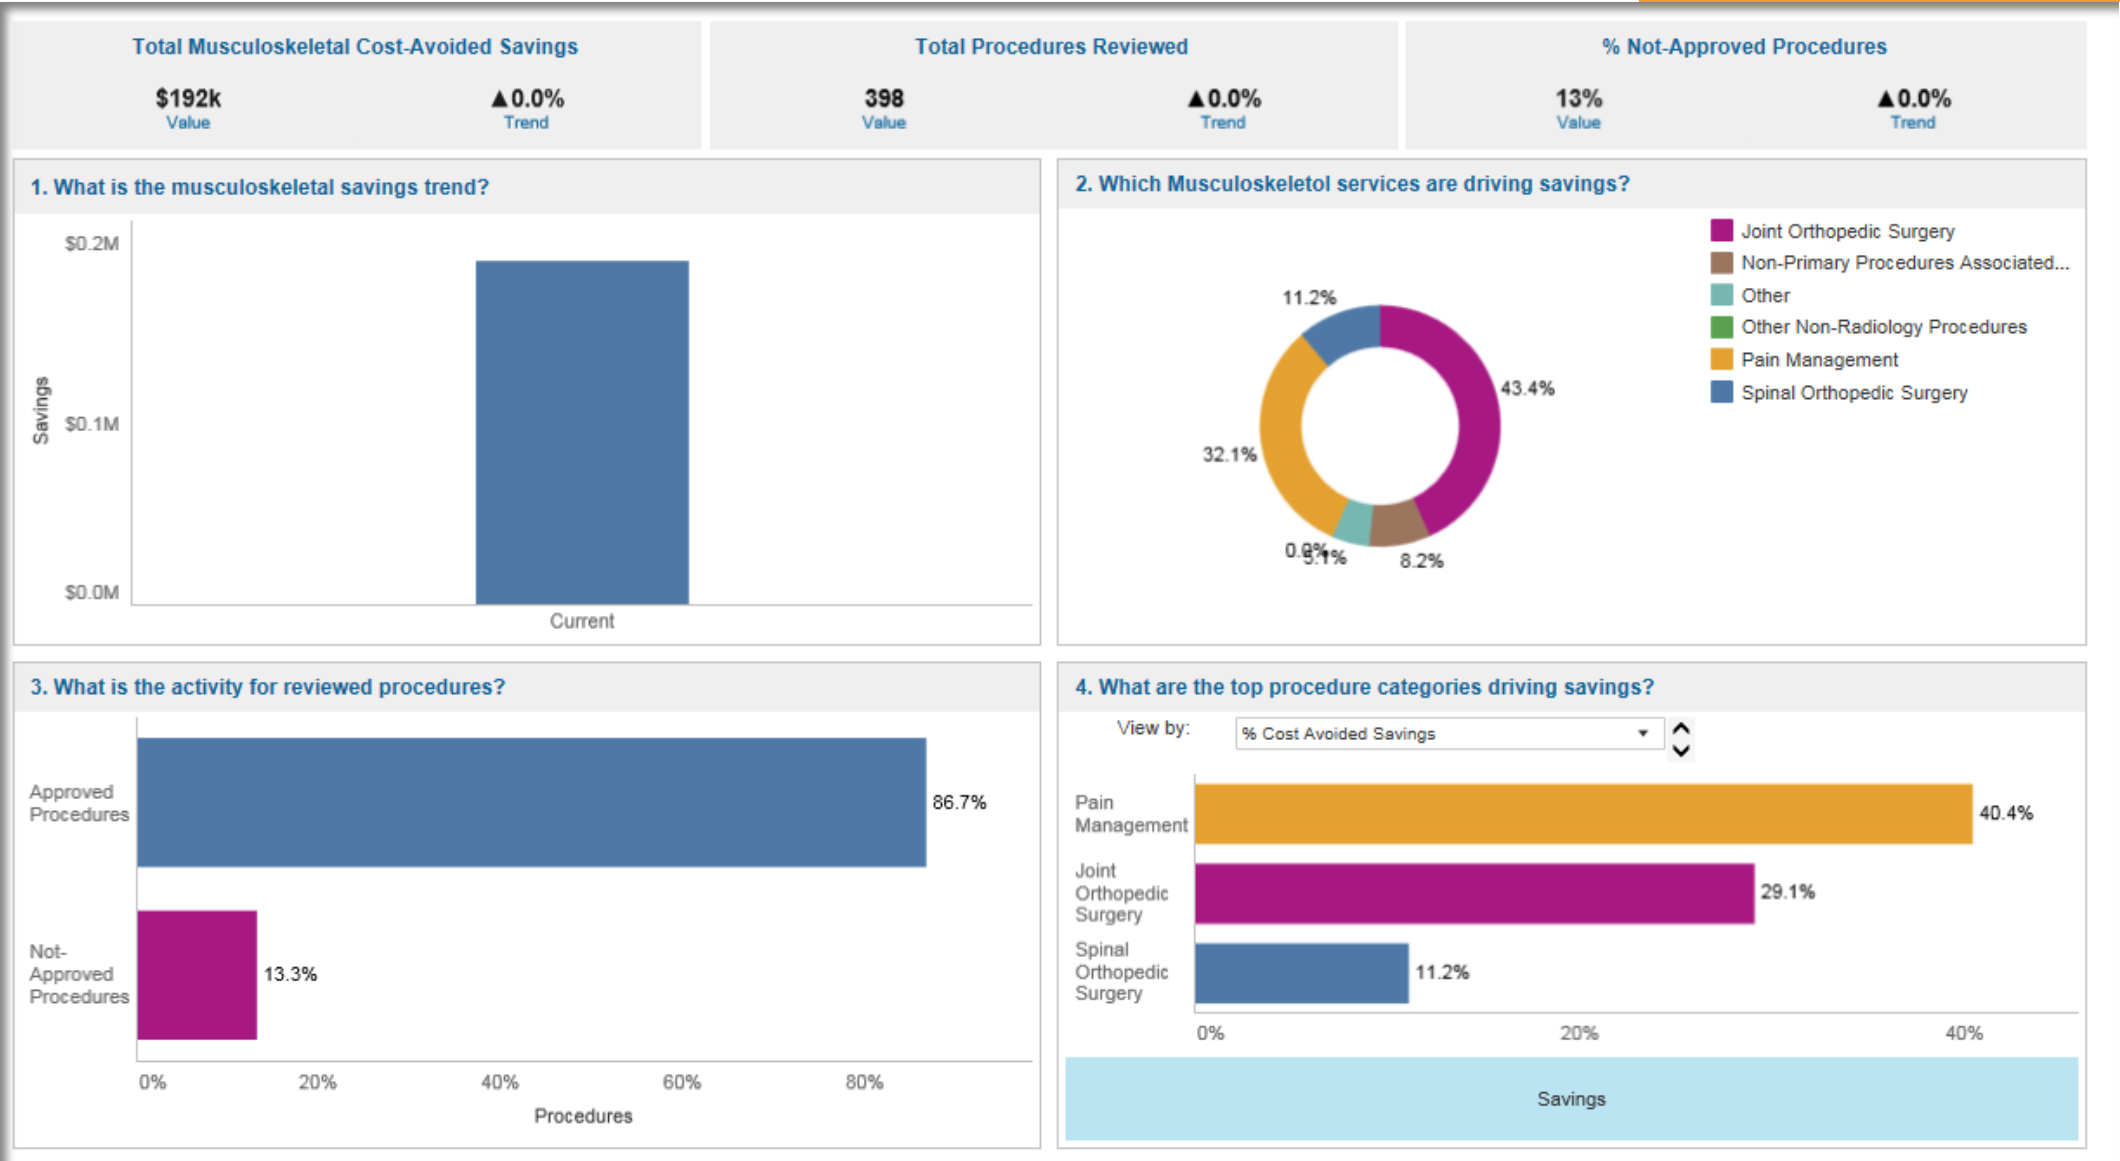 Total Musculoskeletal Cost-Avoided Savings
$192k
Value
▲0.0%
Trend
Total Procedures Reviewed
398
Value
▲0.0%
Trend
% Not-Approved Procedures
13%
Value
▲0.0%
Trend
1. What is the musculoskeletal savings trend?
$0.2M
$0.1M
$0.0M
Savings
Current
2. Which Musculoskeletol services are driving savings?
11.2%
43.4%
32.1%
0.0%
5.1%
8.2%
Joint Orthopedic Surgery
Non-Primary Procedures Associated...
Other
Other Non-Radiology Procedures
Pain Management
Spinal Orthopedic Surgery
3. What is the activity for reviewed procedures?
Approved
Procedures
86.7%
Not-
Approved
Procedures
13.3%
0%
20%
40%
60%
80%
Procedures
4. What are the top procedure categories driving savings?
View by:
% Cost Avoided Savings
Pain
Management
40.4%
Joint
Orthopedic
Surgery
29.1%
Spinal
Orthopedic
Surgery
11.2%
0%
20%
40%
Savings